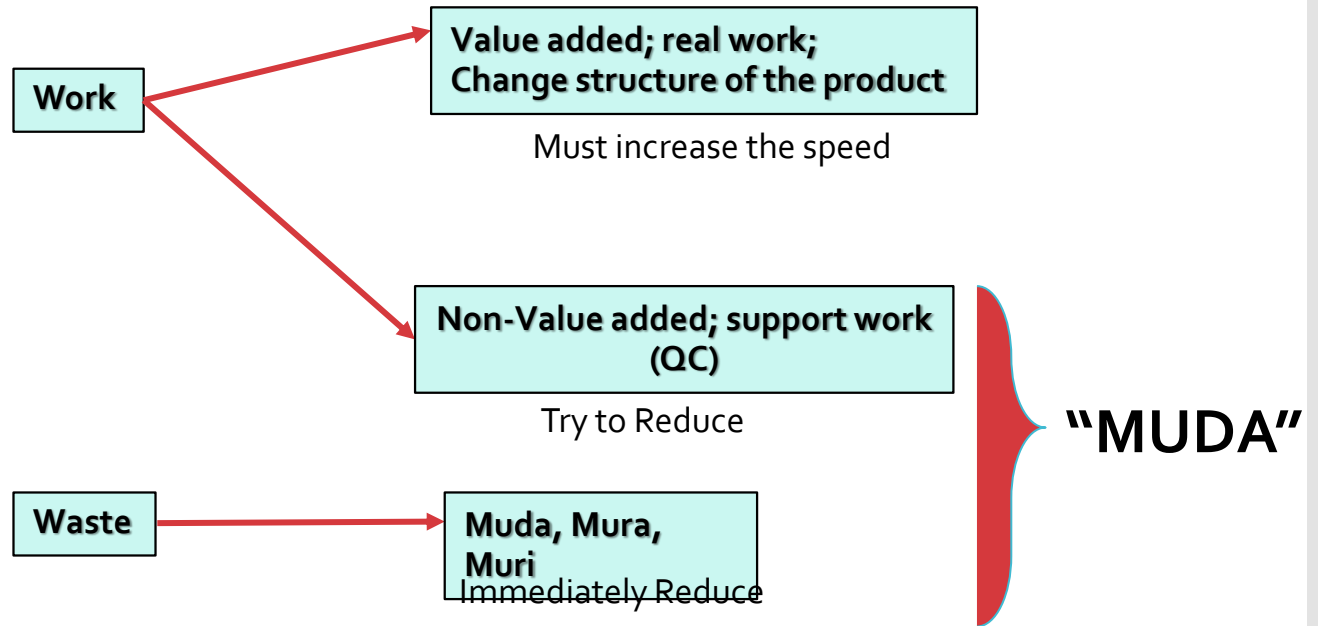 Work
Value added; real work;
Change structure of the product
Must increase the speed
Non-Value added; support work
(QC)
Try to Reduce
“MUDA”
Waste
Muda, Mura,
Muri
Immediately Reduce